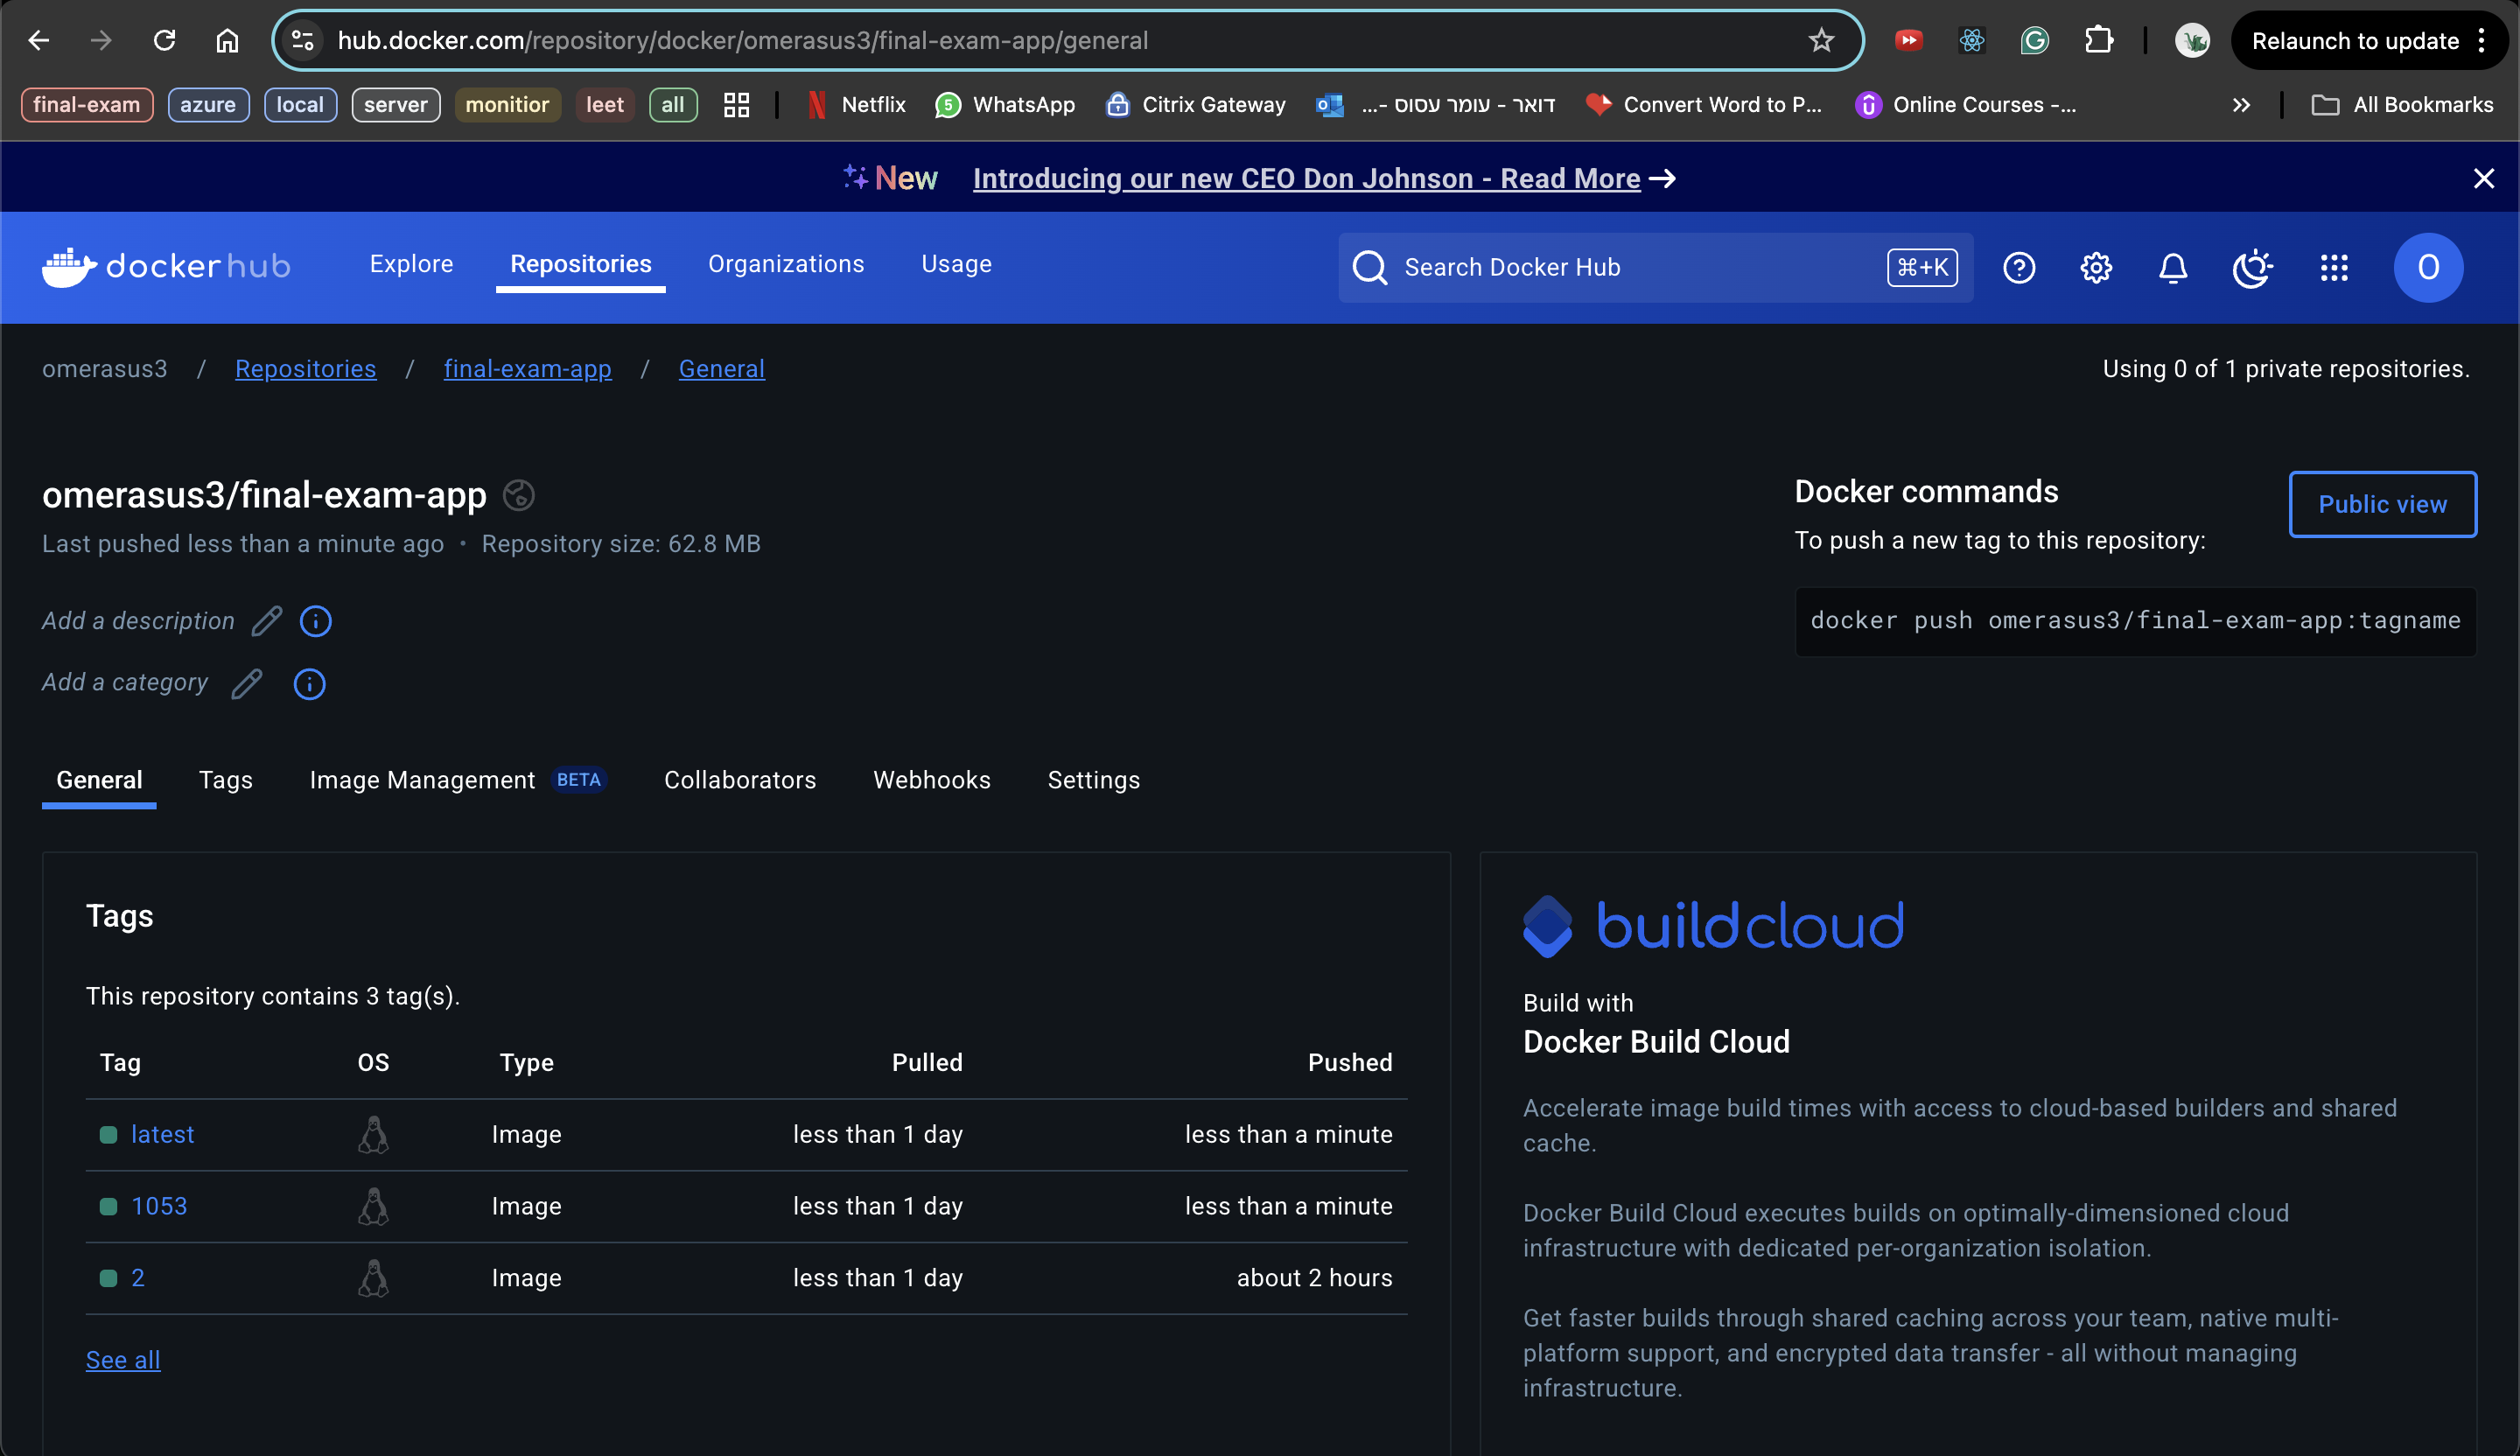 hub.docker.com/repository/docker/omerasus3/final-exam-app/general
Relaunch to update
final-exam
azure
local
server
monitior
leet
all
Netflix
5
WhatsApp
Citrix Gateway
דואר - עומר עסוס -...
Convert Word to P...
Online Courses -...
All Bookmarks
New
Introducing our new CEO Don Johnson - Read More
dockerhub
Explore
Repositories
Organizations
Usage
Search Docker Hub
⌘+K
O
omerasus3 / Repositories / final-exam-app / General
Using 0 of 1 private repositories.
omerasus3/final-exam-app
Last pushed less than a minute ago • Repository size: 62.8 MB
Add a description
Add a category
Docker commands
Public view
To push a new tag to this repository:
docker push omerasus3/final-exam-app:tagname
General
Tags
Image Management BETA
Collaborators
Webhooks
Settings
Tags
This repository contains 3 tag(s).
Tag OS Type Pulled Pushed
latest Image less than 1 day less than a minute
1053 Image less than 1 day less than a minute
2 Image less than 1 day about 2 hours
See all
buildcloud
Build with
Docker Build Cloud
Accelerate image build times with access to cloud-based builders and shared
cache.
Docker Build Cloud executes builds on optimally-dimensioned cloud
infrastructure with dedicated per-organization isolation.
Get faster builds through shared caching across your team, native multi-
platform support, and encrypted data transfer - all without managing
infrastructure.